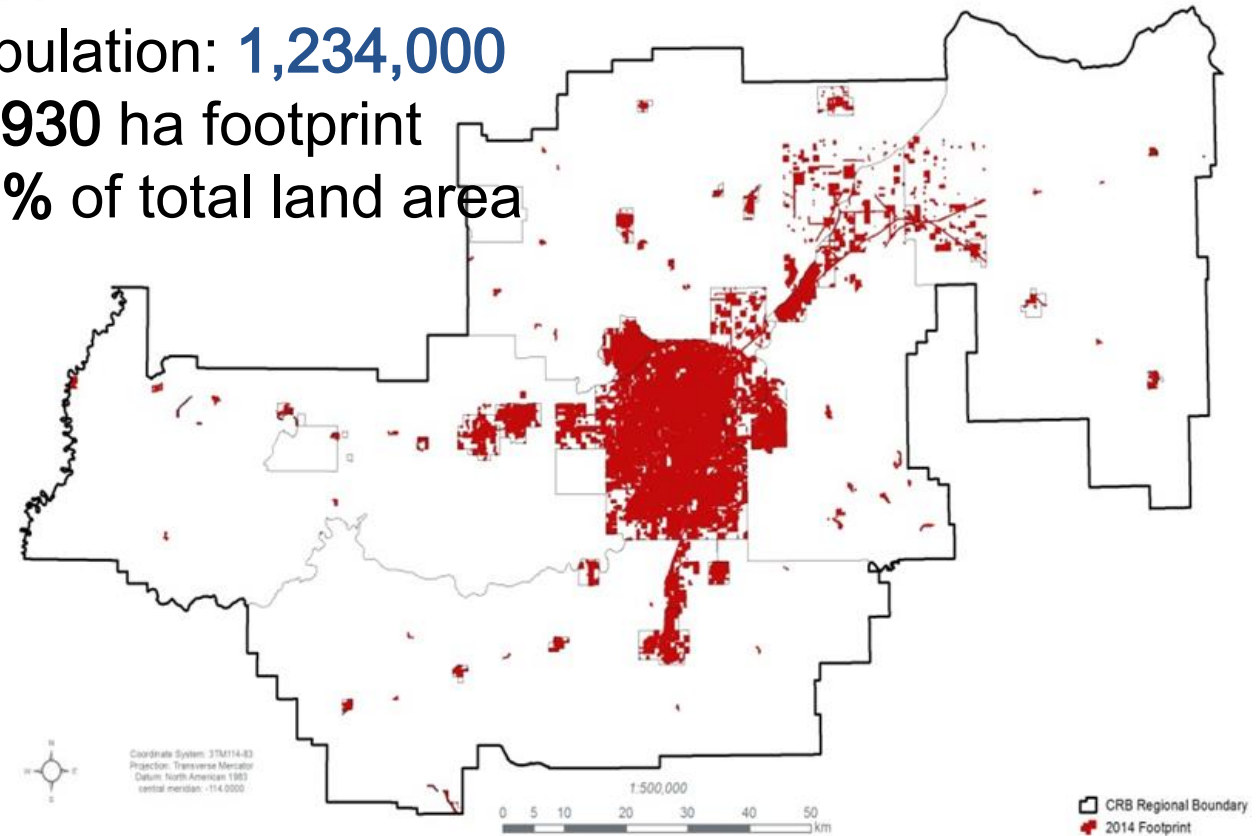 pulation: 1,234,000
930 ha footprint
% of total land area
N
W E
S
Coordinate System: 3TM114-83
Projection: Transverse Mercator
Datum: North American 1983
central meridian: -114.0000
1:500,000
0 5 10 20 30 40 50
km
CRB Regional Boundary
2014 Footprint